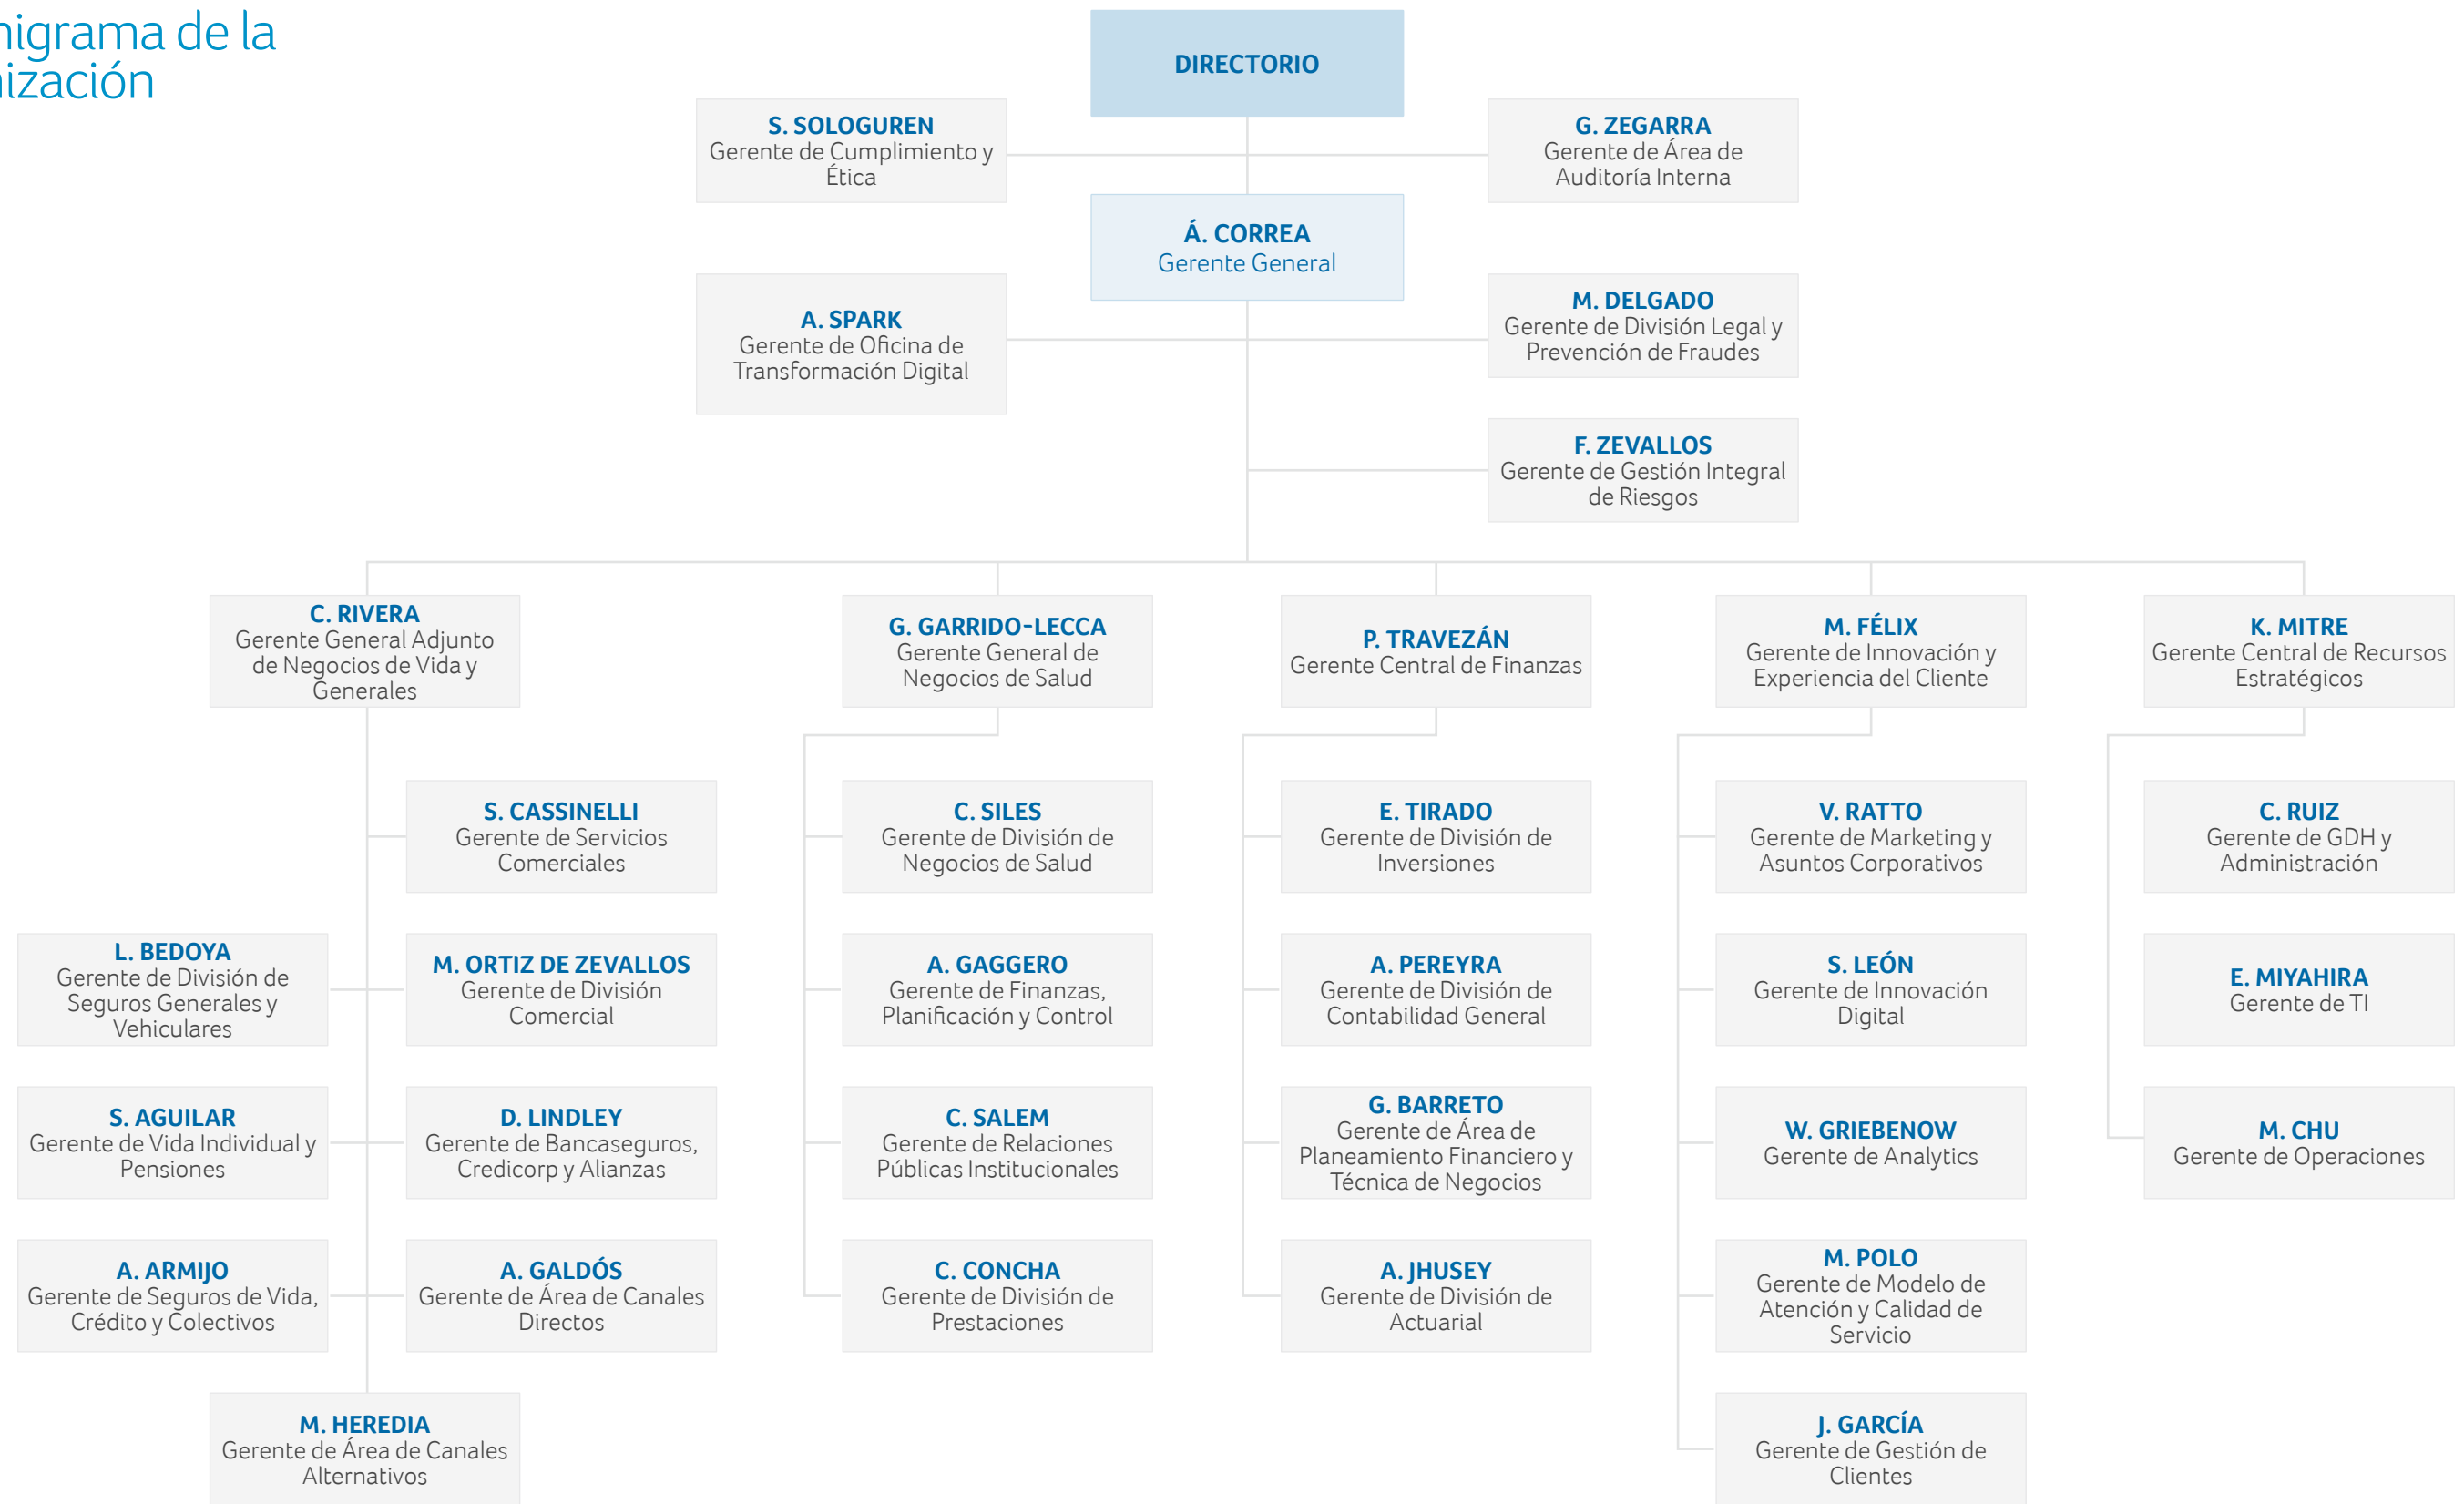 nigrama de la
nización
DIRECTORIO
S. SOLOGUREN
Gerente de Cumplimiento y
Ética
G. ZEGARRA
Gerente de Área de
Auditoría Interna
Á. CORREA
Gerente General
A. SPARK
Gerente de Oficina de
Transformación Digital
M. DELGADO
Gerente de División Legal y
Prevención de Fraudes
F. ZEVALLOS
Gerente de Gestión Integral
de Riesgos
C. RIVERA
Gerente General Adjunto
de Negocios de Vida y
Generales
G. GARRIDO-LECCA
Gerente General de
Negocios de Salud
P. TRAVEZÁN
Gerente Central de Finanzas
M. FÉLIX
Gerente de Innovación y
Experiencia del Cliente
K. MITRE
Gerente Central de Recursos
Estratégicos
S. CASSINELLI
Gerente de Servicios
Comerciales
C. SILES
Gerente de División de
Negocios de Salud
E. TIRADO
Gerente de División de
Inversiones
V. RATTO
Gerente de Marketing y
Asuntos Corporativos
C. RUIZ
Gerente de GDH y
Administración
L. BEDOYA
Gerente de División de
Seguros Generales y
Vehiculares
M. ORTIZ DE ZEVALLOS
Gerente de División
Comercial
A. GAGGERO
Gerente de Finanzas,
Planificación y Control
A. PEREYRA
Gerente de División de
Contabilidad General
S. LEÓN
Gerente de Innovación
Digital
E. MIYAHIRA
Gerente de TI
S. AGUILAR
Gerente de Vida Individual y
Pensiones
D. LINDLEY
Gerente de Bancaseguros,
Credicorp y Alianzas
C. SALEM
Gerente de Relaciones
Públicas Institucionales
G. BARRETO
Gerente de Área de
Planeamiento Financiero y
Técnica de Negocios
W. GRIEBENOW
Gerente de Analytics
M. CHU
Gerente de Operaciones
A. ARMIJO
Gerente de Seguros de Vida,
Crédito y Colectivos
A. GALDÓS
Gerente de Área de Canales
Directos
C. CONCHA
Gerente de División de
Prestaciones
A. JHUSEY
Gerente de División de
Actuarial
M. POLO
Gerente de Modelo de
Atención y Calidad de
Servicio
M. HEREDIA
Gerente de Área de Canales
Alternativos
J. GARCÍA
Gerente de Gestión de
Clientes